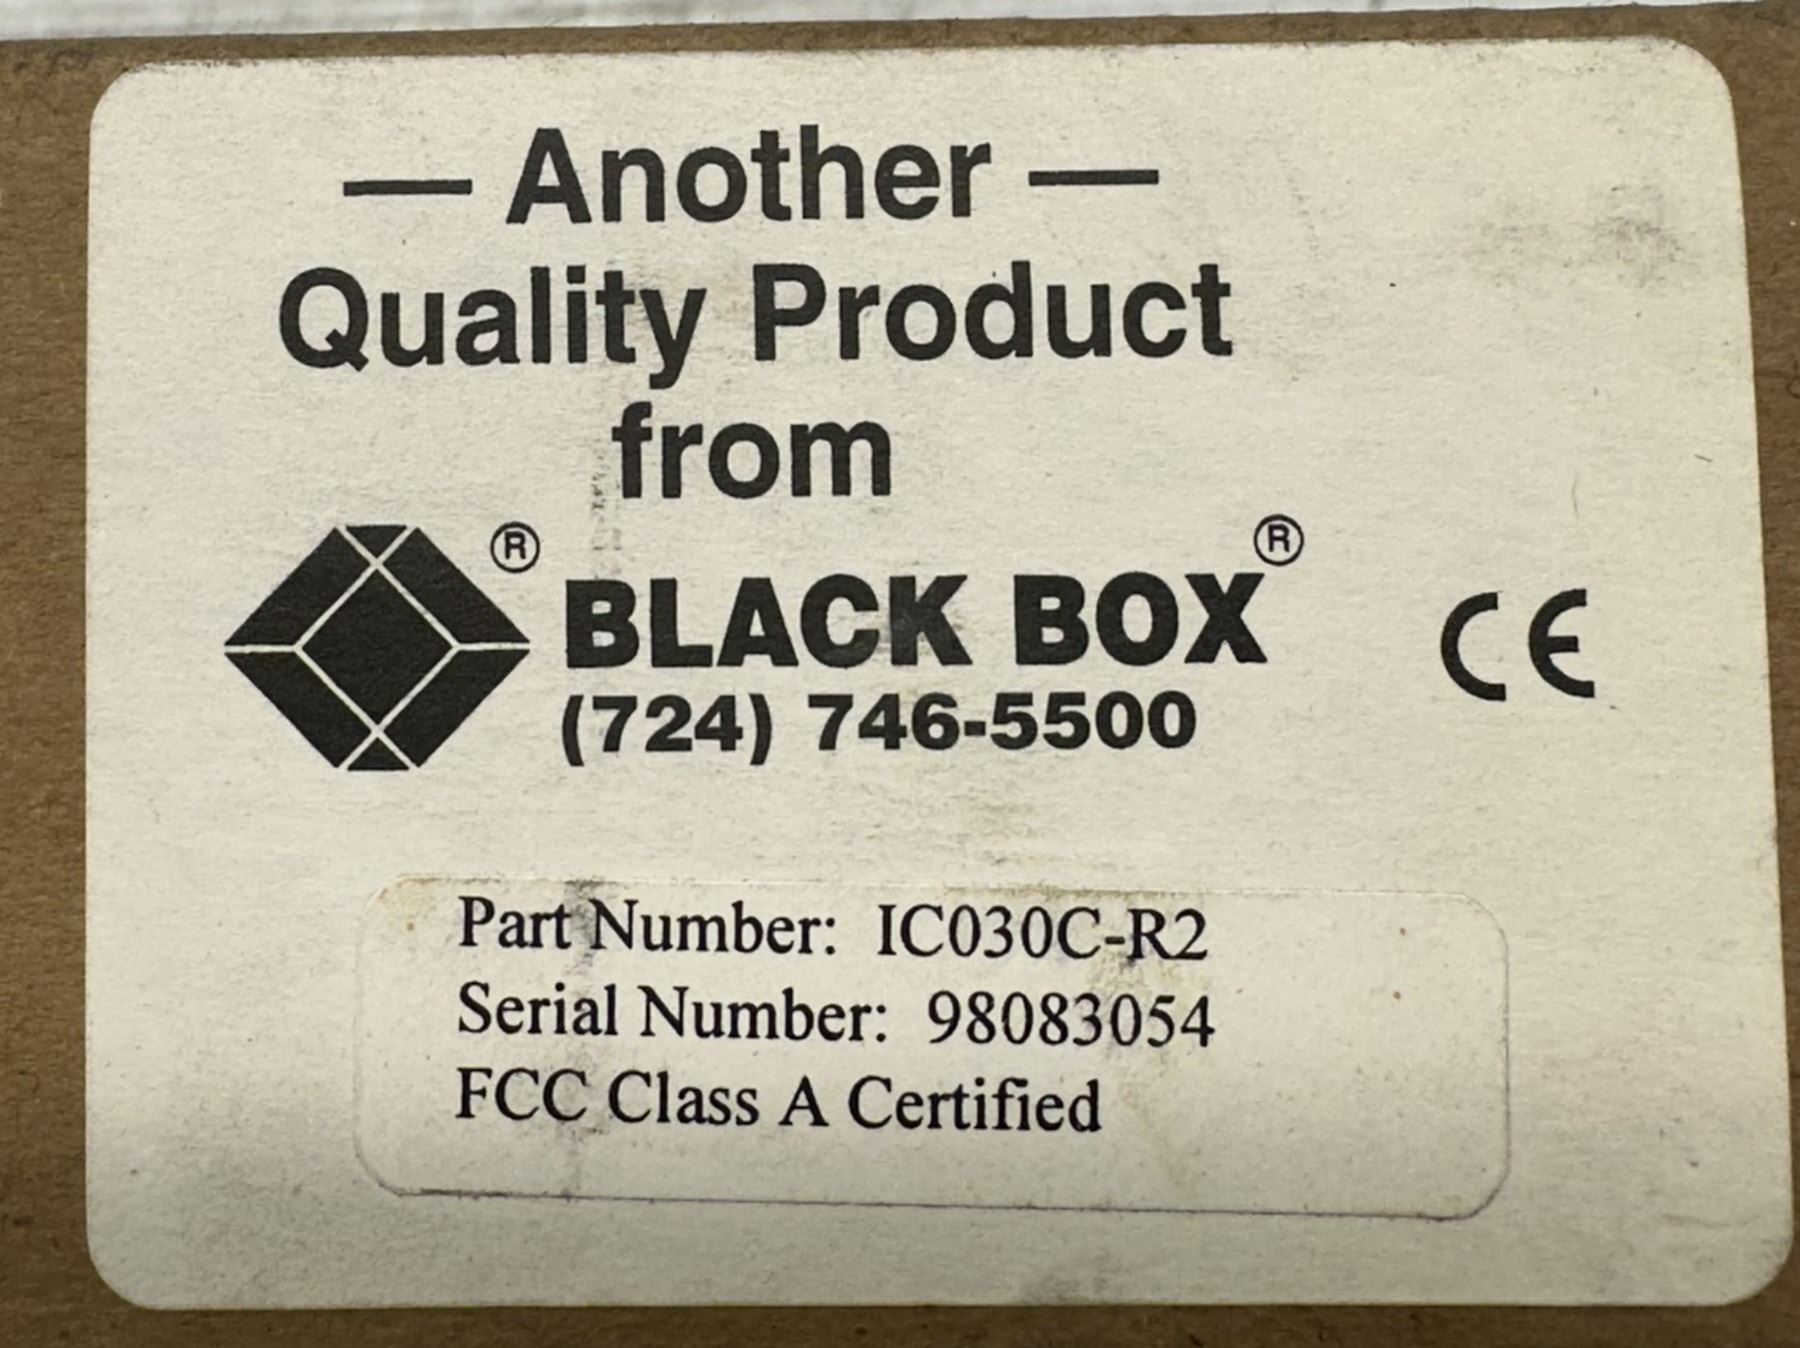 — Another —
Quality Product
from
® BLACK BOX®
(724) 746-5500
CE
Part Number: IC030C-R2
Serial Number: 98083054
FCC Class A Certified